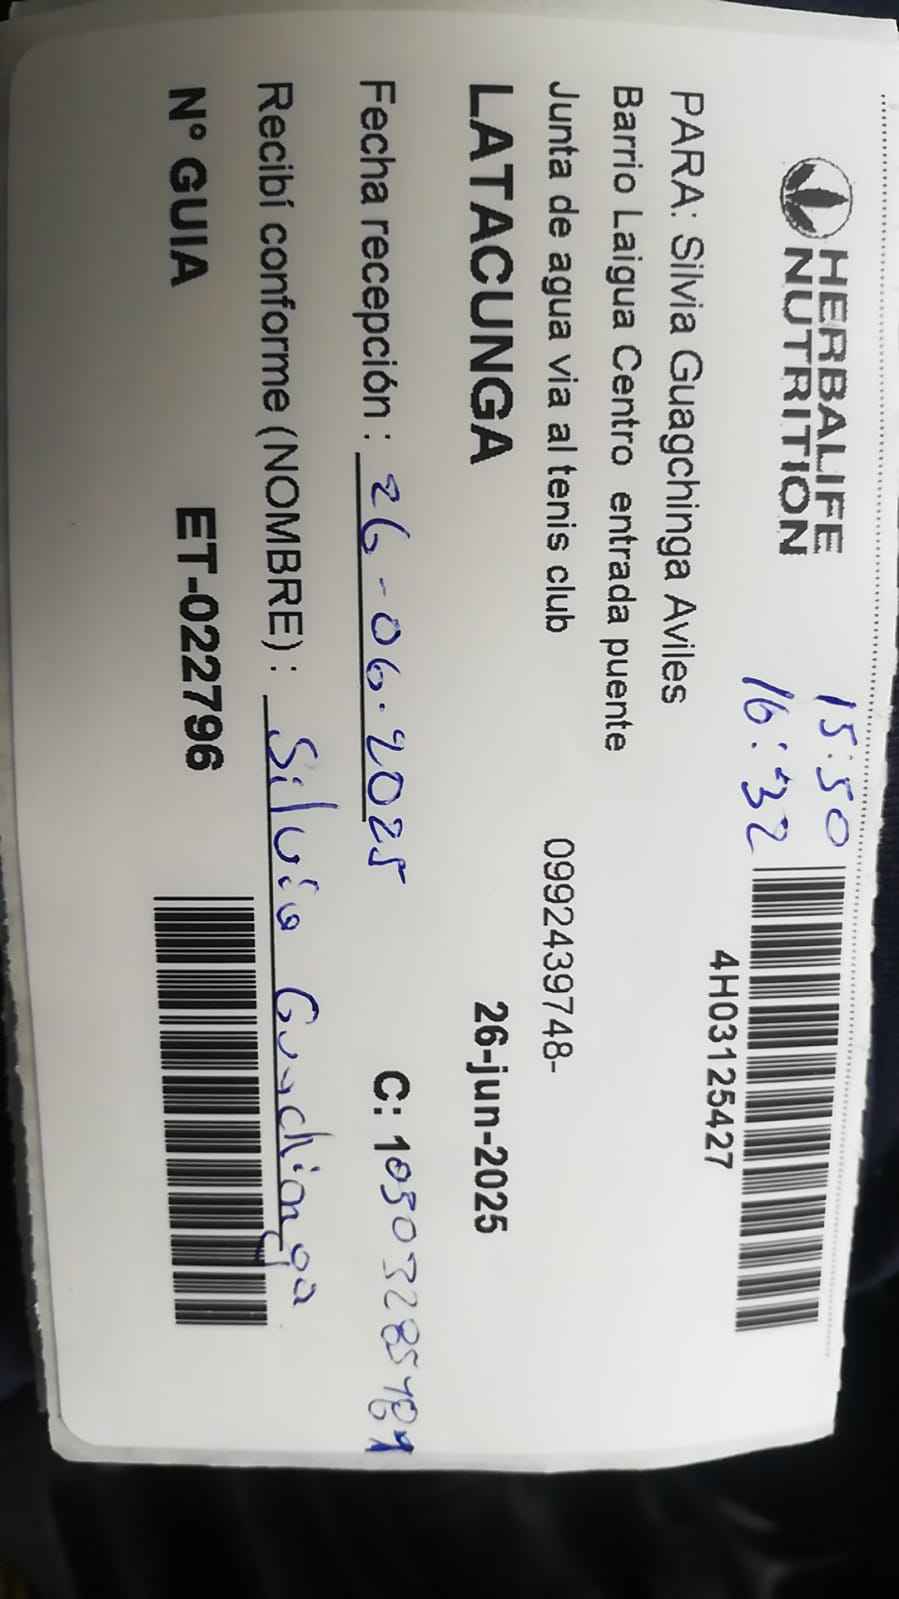 HERBALIFE
NUTRITION
15:50
16:32
4H03125427
PARA: Silvia Guagchinga Aviles
Barrio Laigua Centro entrada puente
Junta de agua via al tenis club 0992439748-
LATACUNGA 26-jun-2025
Fecha recepción : 26-06-2025 C:
Recibí conforme (NOMBRE) : Silvia Guachinga
N° GUIA ET-022796